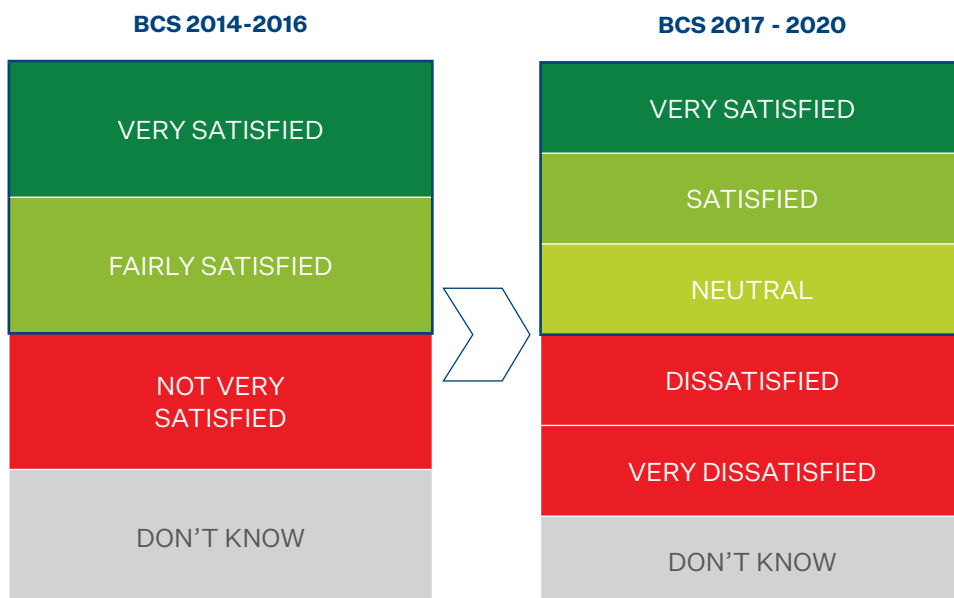 BCS 2014-2016
VERY SATISFIED
FAIRLY SATISFIED
NOT VERY
SATISFIED
DON'T KNOW
BCS 2017 - 2020
VERY SATISFIED
SATISFIED
NEUTRAL
DISSATISFIED
VERY DISSATISFIED
DON'T KNOW